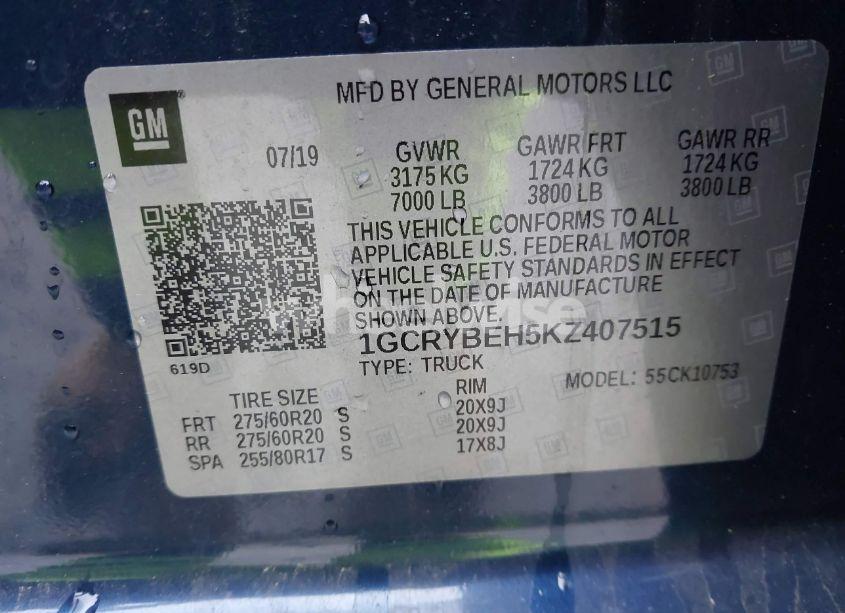 MFD BY GENERAL MOTORS LLC
GM
07/19
GVWR
3175 KG
7000 LB
GAWR FRT
1724 KG
3800 LB
GAWR RR
1724 KG
3800 LB
THIS VEHICLE CONFORMS TO ALL
APPLICABLE U.S. FEDERAL MOTOR
VEHICLE SAFETY STANDARDS IN EFFECT
ON THE DATE OF MANUFACTURE
SHOWN ABOVE.
1GCRYBEH5KZ407515
TYPE: TRUCK
MODEL: 55CK10753
619D
TIRE SIZE
RIM
FRT 275/60R20 S 20X9J
RR 275/60R20 S 20X9J
SPA 255/80R17 S 17X8J